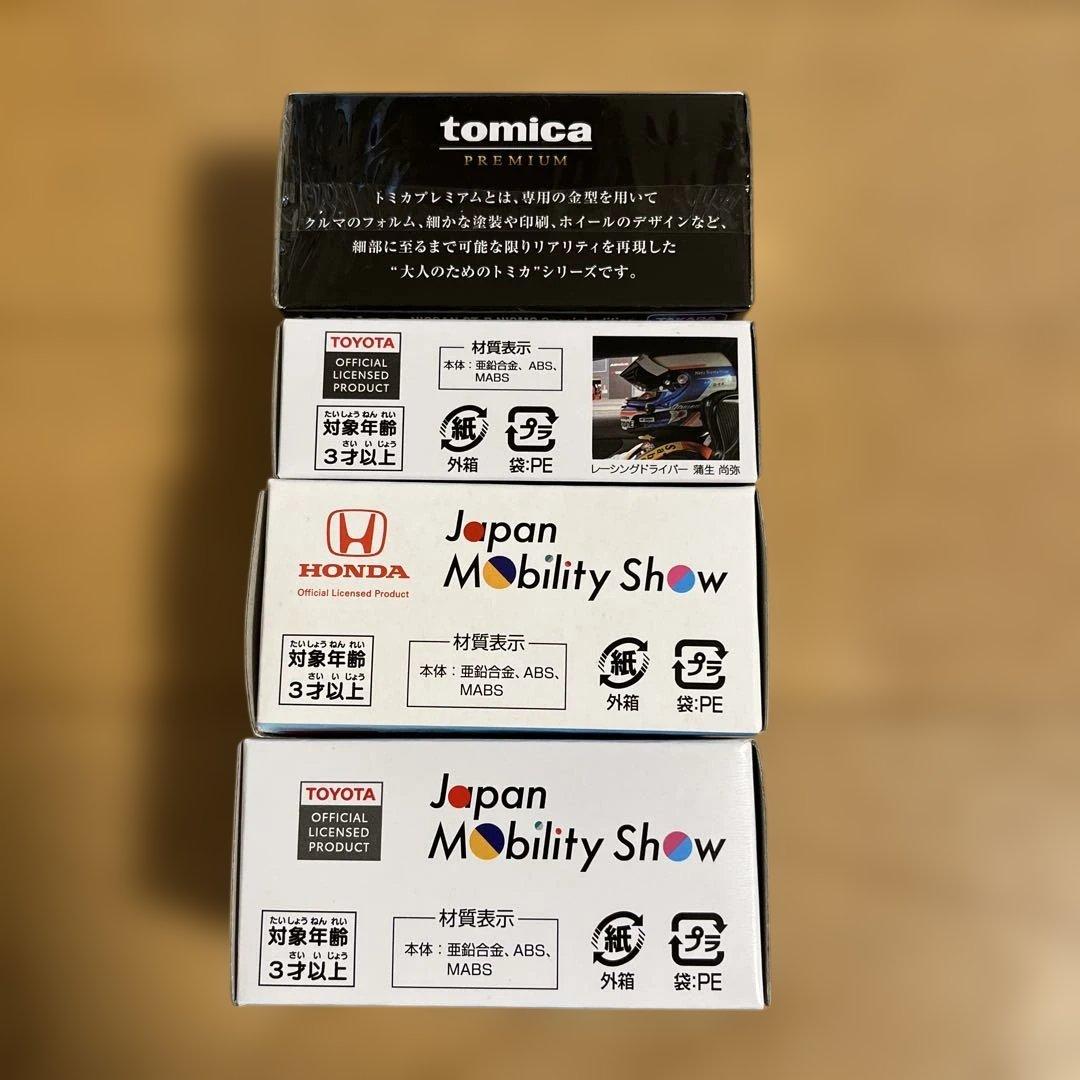 tomica
PREMIUM
トミカプレミアムとは、専用の金型を用いて
クルマのフォルム、細かな塗装や印刷、ホイールのデザインなど、
細部に至るまで可能な限りリアリティを再現した
“大人のためのトミカ”シリーズです。
TOYOTA
OFFICIAL
LICENSED
PRODUCT
材質表示
本体：亜鉛合金、ABS、
MABS
たいしょう ねん れい
対象年齢
さい い じょう
3才以上
紙
外箱
プラ
袋:PE
レーシングドライバー 蒲生 尚弥
HONDA
Official Licensed Product
Japan
Mobility Show
たいしょう ねん れい
対象年齢
さい い じょう
3才以上
材質表示
本体：亜鉛合金、ABS、
MABS
紙
外箱
プラ
袋:PE
TOYOTA
OFFICIAL
LICENSED
PRODUCT
Japan
Mobility Show
たいしょう ねん れい
対象年齢
さい い じょう
3才以上
材質表示
本体：亜鉛合金、ABS、
MABS
紙
外箱
プラ
袋:PE